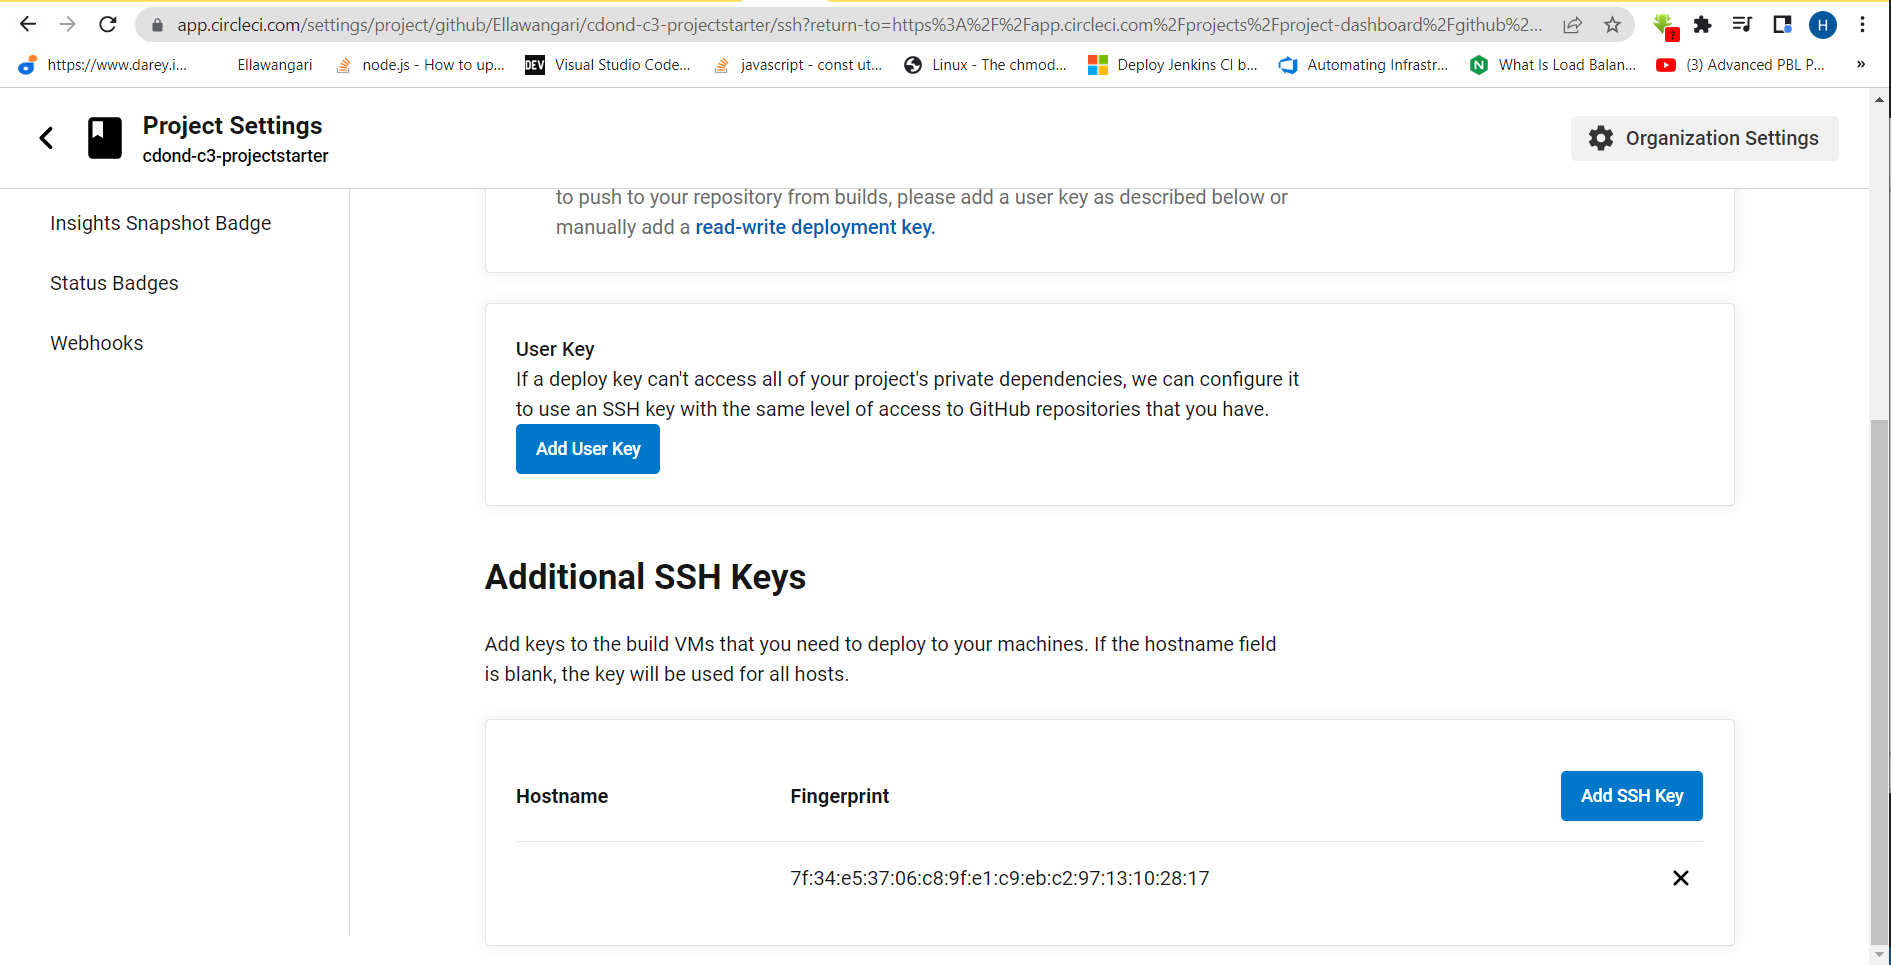 app.circleci.com/settings/project/github/Ellawangari/cdond-c3-projectstarter/ssh?return-to=https%3A%2F%2Fapp.circleci.com%2Fprojects%2Fproject-dashboard%2Fgithub%2...
?
H
https://www.darey.i...
Ellawangari
node.js - How to up...
DEV
Visual Studio Code...
javascript - const ut...
Linux - The chmod...
Deploy Jenkins CI b...
Automating Infrastr...
N
What Is Load Balan...
(3) Advanced PBL P...
»
Project Settings
cdond-c3-projectstarter
Organization Settings
Insights Snapshot Badge
Status Badges
Webhooks
to push to your repository from builds, please add a user key as described below or
manually add a read-write deployment key.
User Key
If a deploy key can't access all of your project's private dependencies, we can configure it
to use an SSH key with the same level of access to GitHub repositories that you have.
Add User Key
Additional SSH Keys
Add keys to the build VMs that you need to deploy to your machines. If the hostname field
is blank, the key will be used for all hosts.
Hostname
Fingerprint
Add SSH Key
7f:34:e5:37:06:c8:9f:e1:c9:eb:c2:97:13:10:28:17